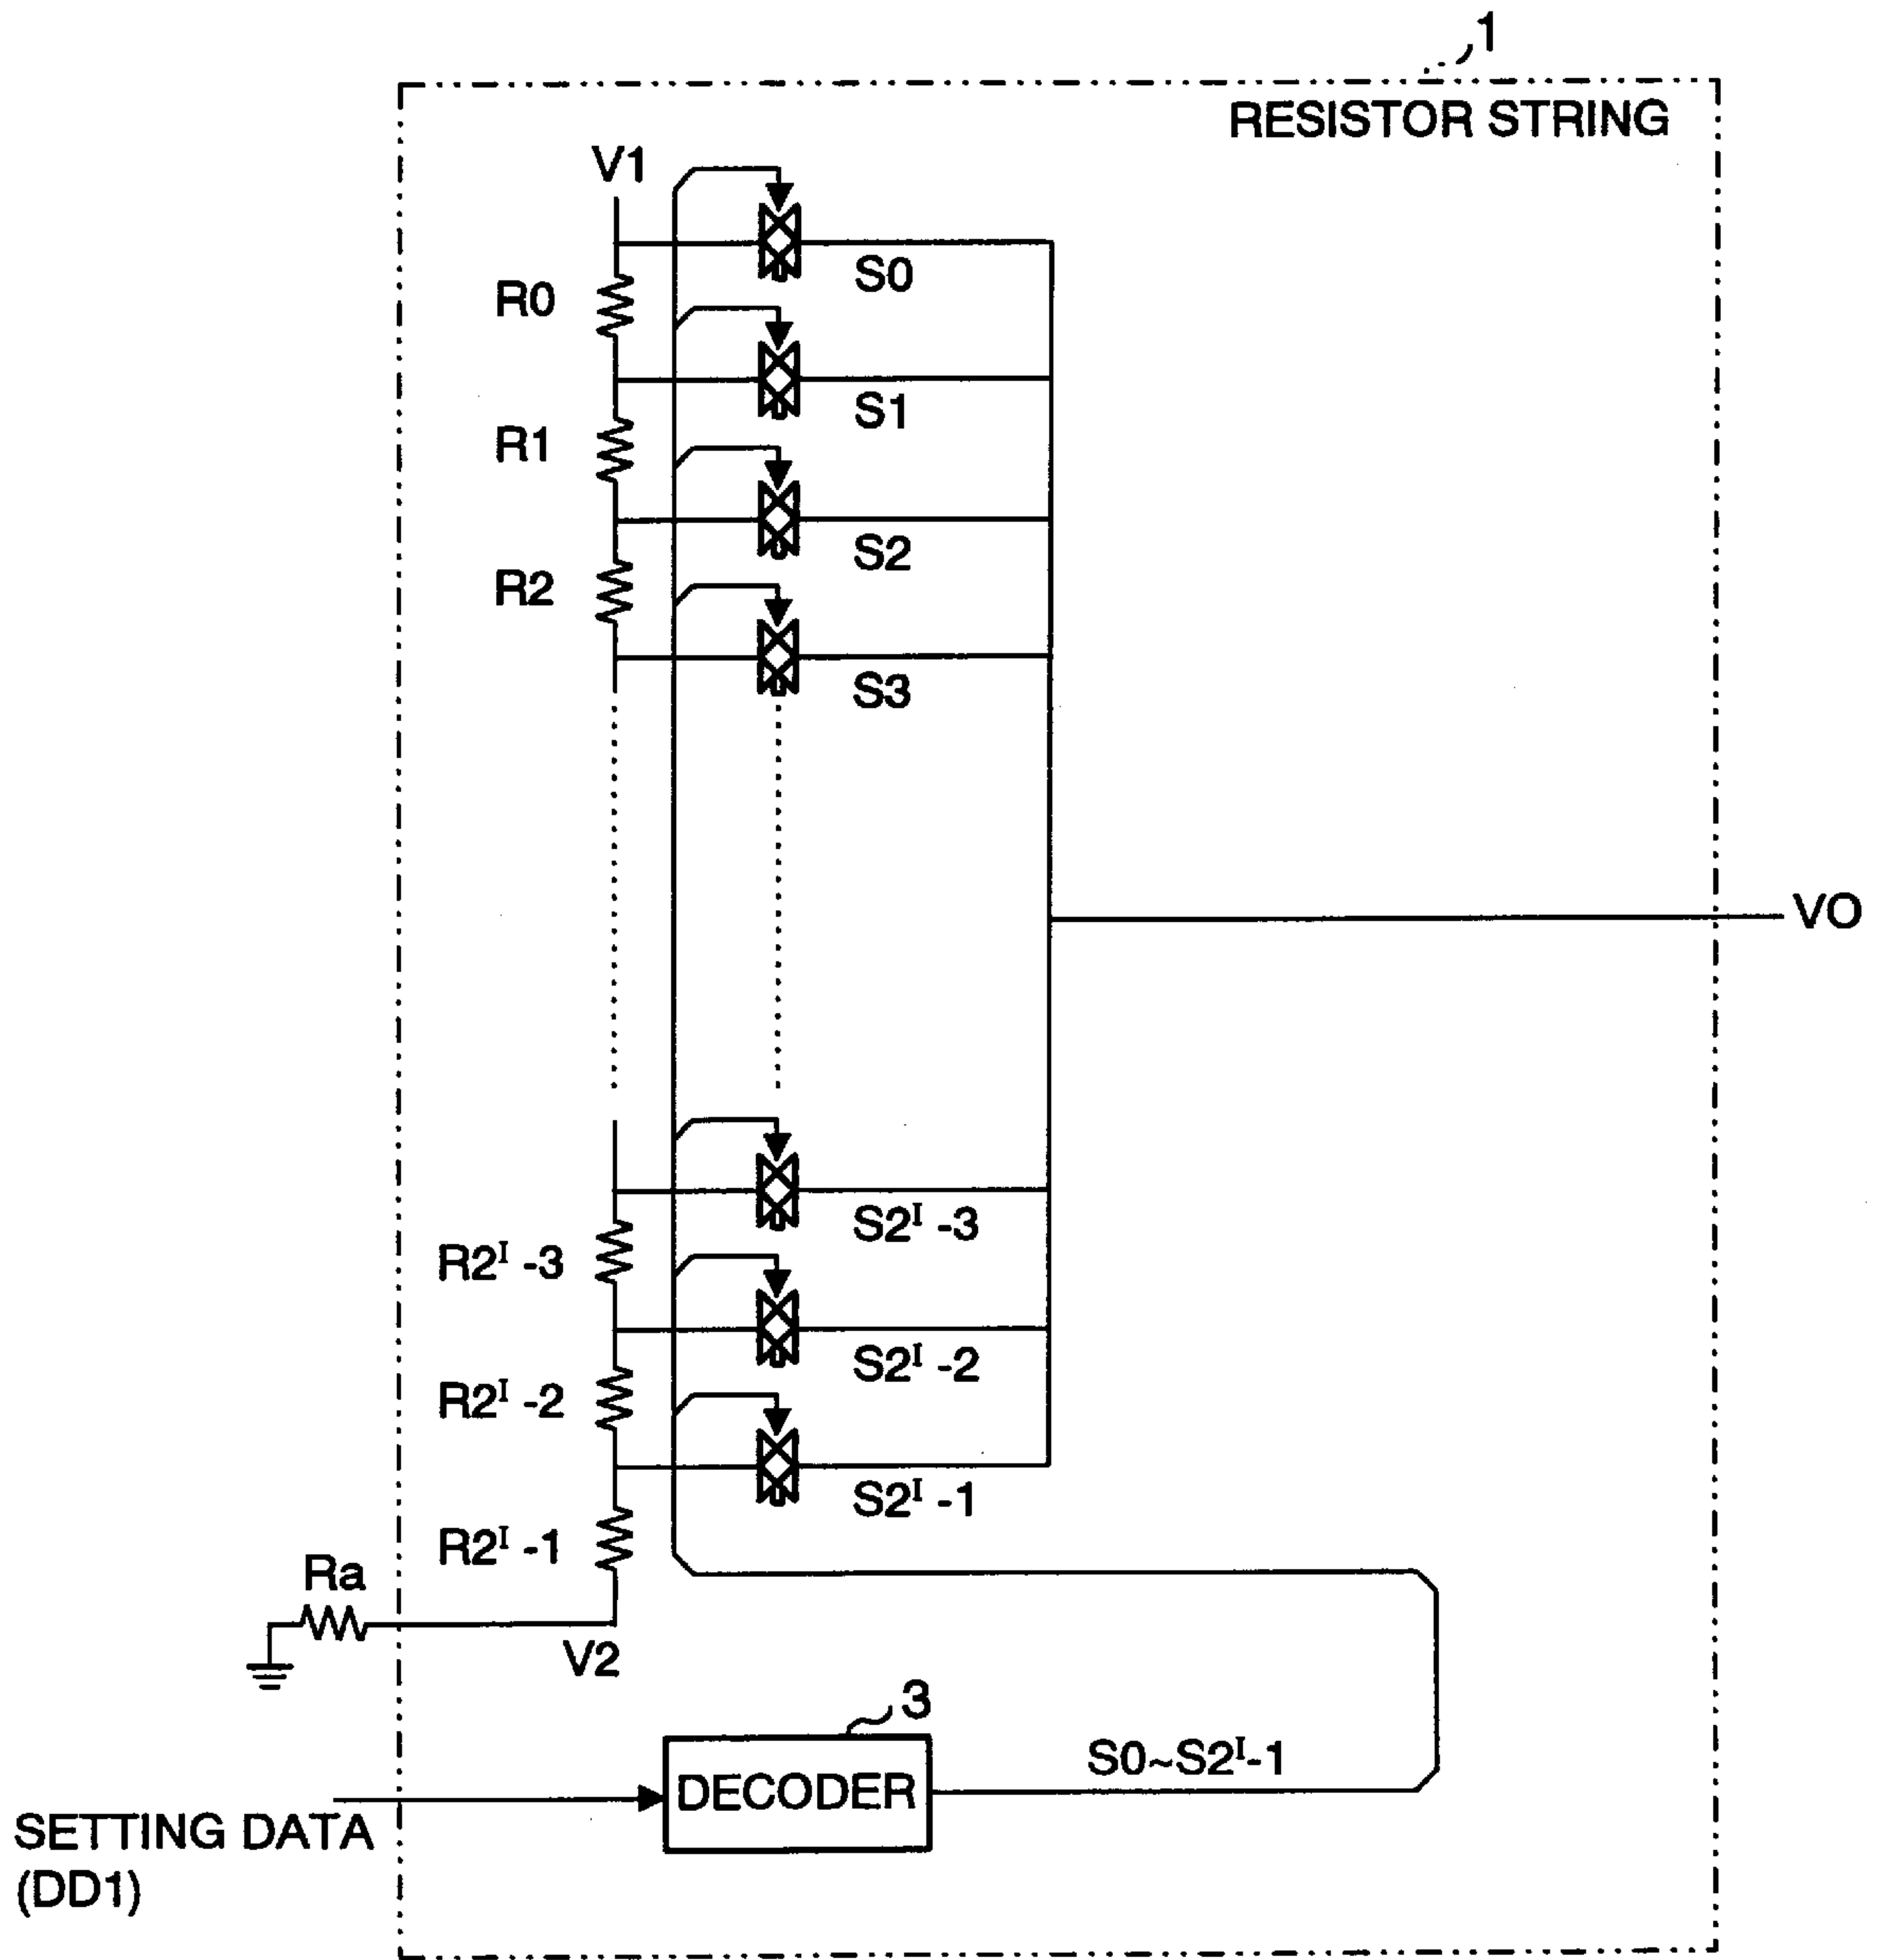 1
RESISTOR STRING
V1
S0
R0
S1
R1
S2
R2
S3
VO
S2ᴵ -3
R2ᴵ -3
S2ᴵ -2
R2ᴵ -2
S2ᴵ -1
R2ᴵ -1
Ra
V2
3
S0~S2ᴵ-1
DECODER
SETTING DATA
(DD1)